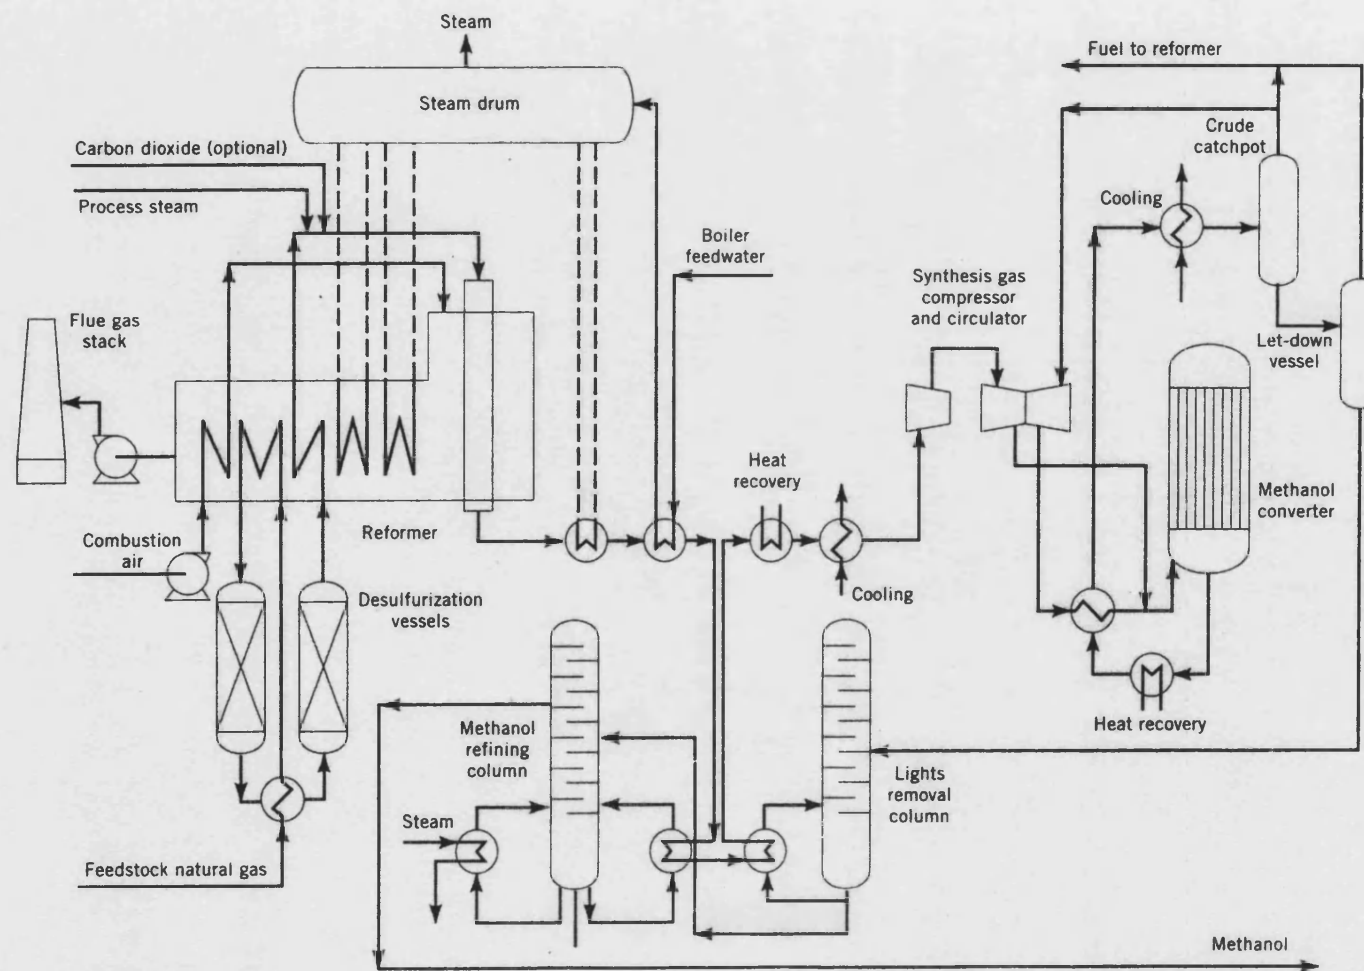 Steam
Fuel to reformer
Steam drum
Crude
catchpot
Carbon dioxide (optional)
Process steam
Cooling
Boiler
feedwater
Synthesis gas
compressor
and circulator
Flue gas
stack
Let-down
vessel
Heat
recovery
Methanol
converter
Reformer
Combustion
air
Cooling
Desulfurization
vessels
Heat recovery
Methanol
refining
column
Lights
removal
column
Steam
Feedstock natural gas
Methanol